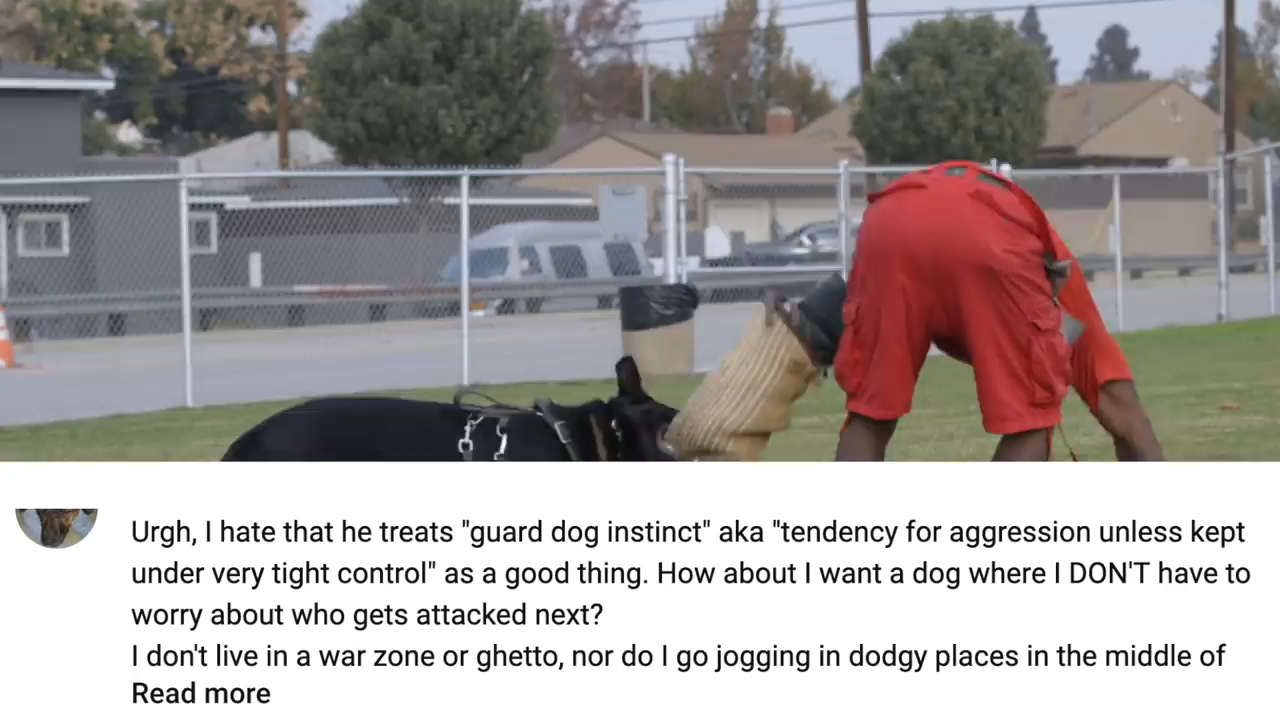 Urgh, I hate that he treats "guard dog instinct" aka "tendency for aggression unless kept
under very tight control" as a good thing. How about I want a dog where I DON'T have to
worry about who gets attacked next?
I don't live in a war zone or ghetto, nor do I go jogging in dodgy places in the middle of
Read more